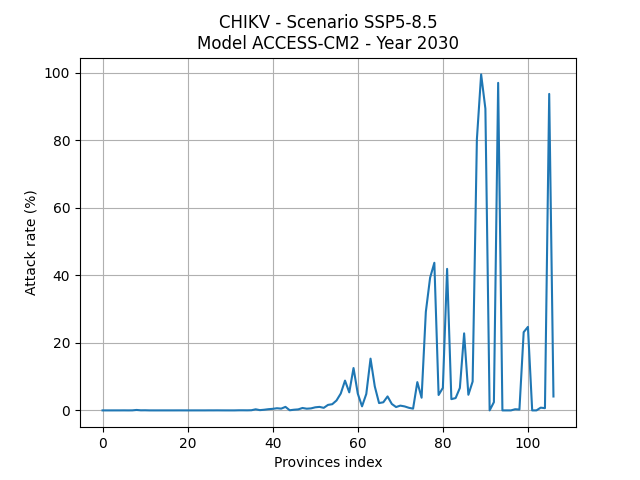 CHIKV - Scenario SSP5-8.5
Model ACCESS-CM2 - Year 2030
100
80
60
40
20
0
Attack rate (%)
0 20 40 60 80 100
Provinces index